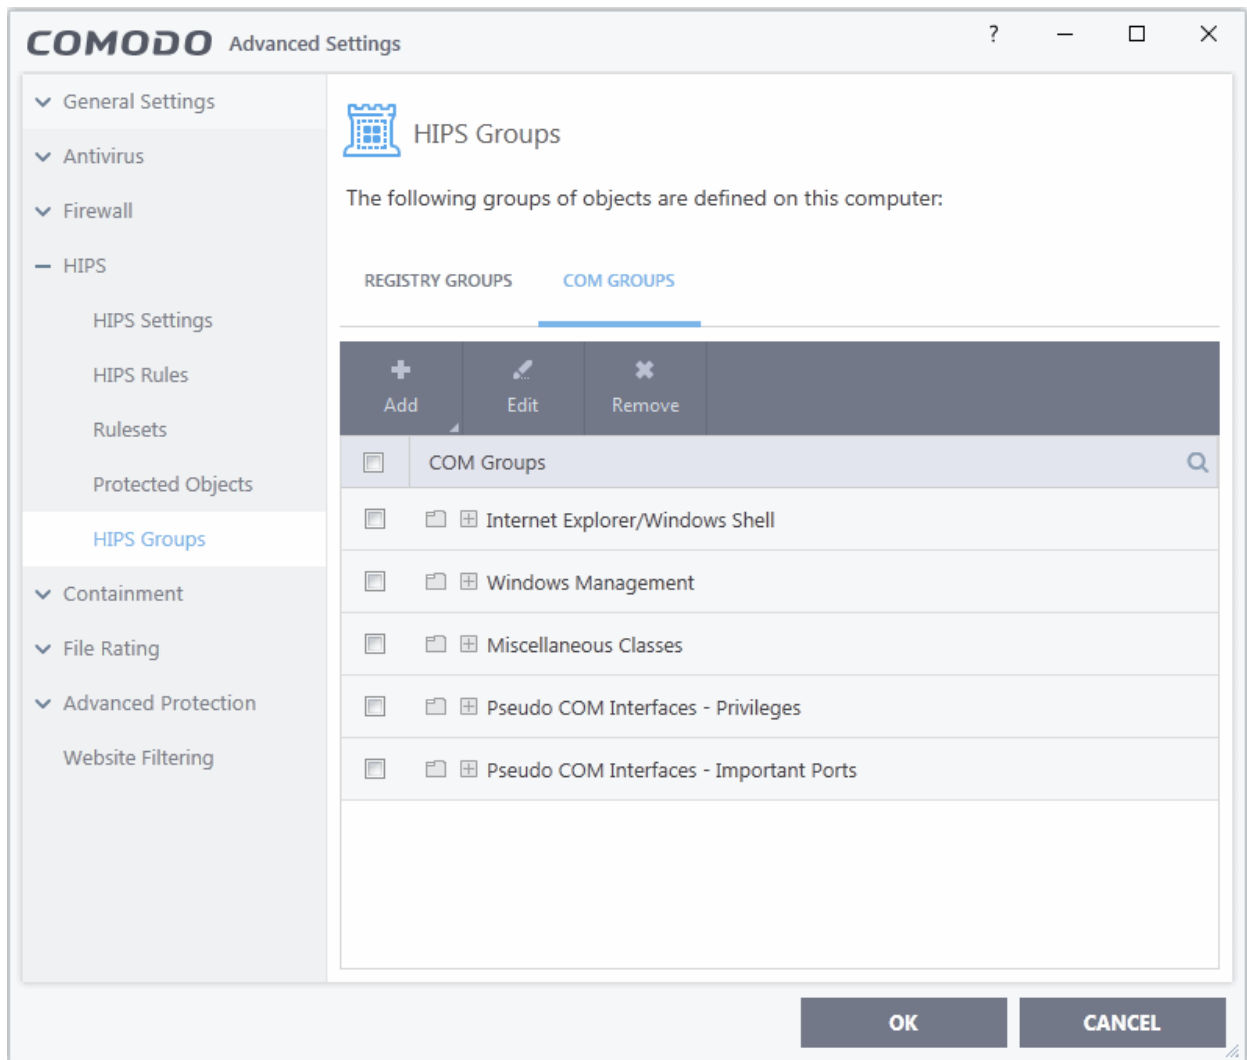 COMODO Advanced Settings ?
General Settings
Antivirus
Firewall
HIPS
HIPS Settings
HIPS Rules
Rulesets
Protected Objects
HIPS Groups
Containment
File Rating
Advanced Protection
Website Filtering
HIPS Groups
The following groups of objects are defined on this computer:
REGISTRY GROUPS COM GROUPS
Add Edit Remove
COM Groups
Internet Explorer/Windows Shell
Windows Management
Miscellaneous Classes
Pseudo COM Interfaces - Privileges
Pseudo COM Interfaces - Important Ports
OK CANCEL